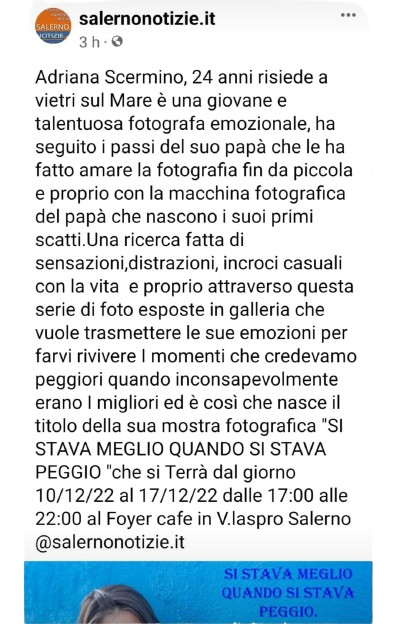 salernonotizie.it
SALERNO
NOTIZIE
3 h ·
Adriana Scermino, 24 anni risiede a
vietri sul Mare è una giovane e
talentuosa fotografa emozionale, ha
seguito i passi del suo papà che le ha
fatto amare la fotografia fin da piccola
e proprio con la macchina fotografica
del papà che nascono i suoi primi
scatti.Una ricerca fatta di
sensazioni,distrazioni, incroci casuali
con la vita  e proprio attraverso questa
serie di foto esposte in galleria che
vuole trasmettere le sue emozioni per
farvi rivivere I momenti che credevamo
peggiori quando inconsapevolmente
erano I migliori ed è così che nasce il
titolo della sua mostra fotografica "SI
STAVA MEGLIO QUANDO SI STAVA
PEGGIO "che si Terrà dal giorno
10/12/22 al 17/12/22 dalle 17:00 alle
22:00 al Foyer cafe in V.laspro Salerno
@salernonotizie.it
SI STAVA MEGLIO
QUANDO SI STAVA
PEGGIO.